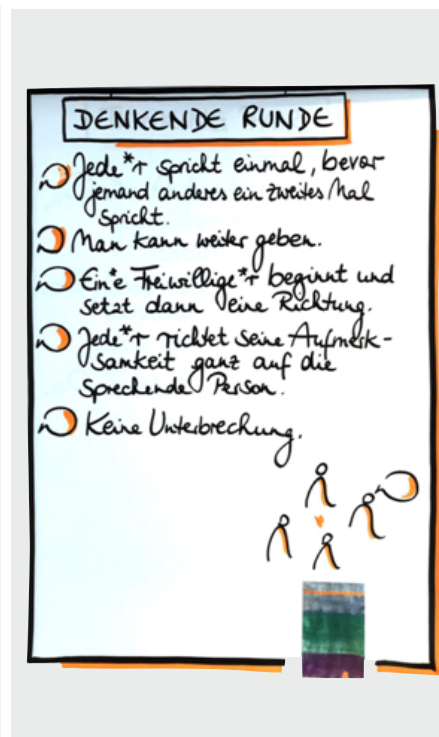 DENKENDE RUNDE
Jede*r spricht einmal, bevor
jemand anderes ein zweites Mal
spricht.
Man kann weiter geben.
Ein*e Freiwillige*r beginnt und
setzt dann eine Richtung.
Jede*r richtet seine Aufmerk-
samkeit ganz auf die
sprechende Person.
Keine Unterbrechung.